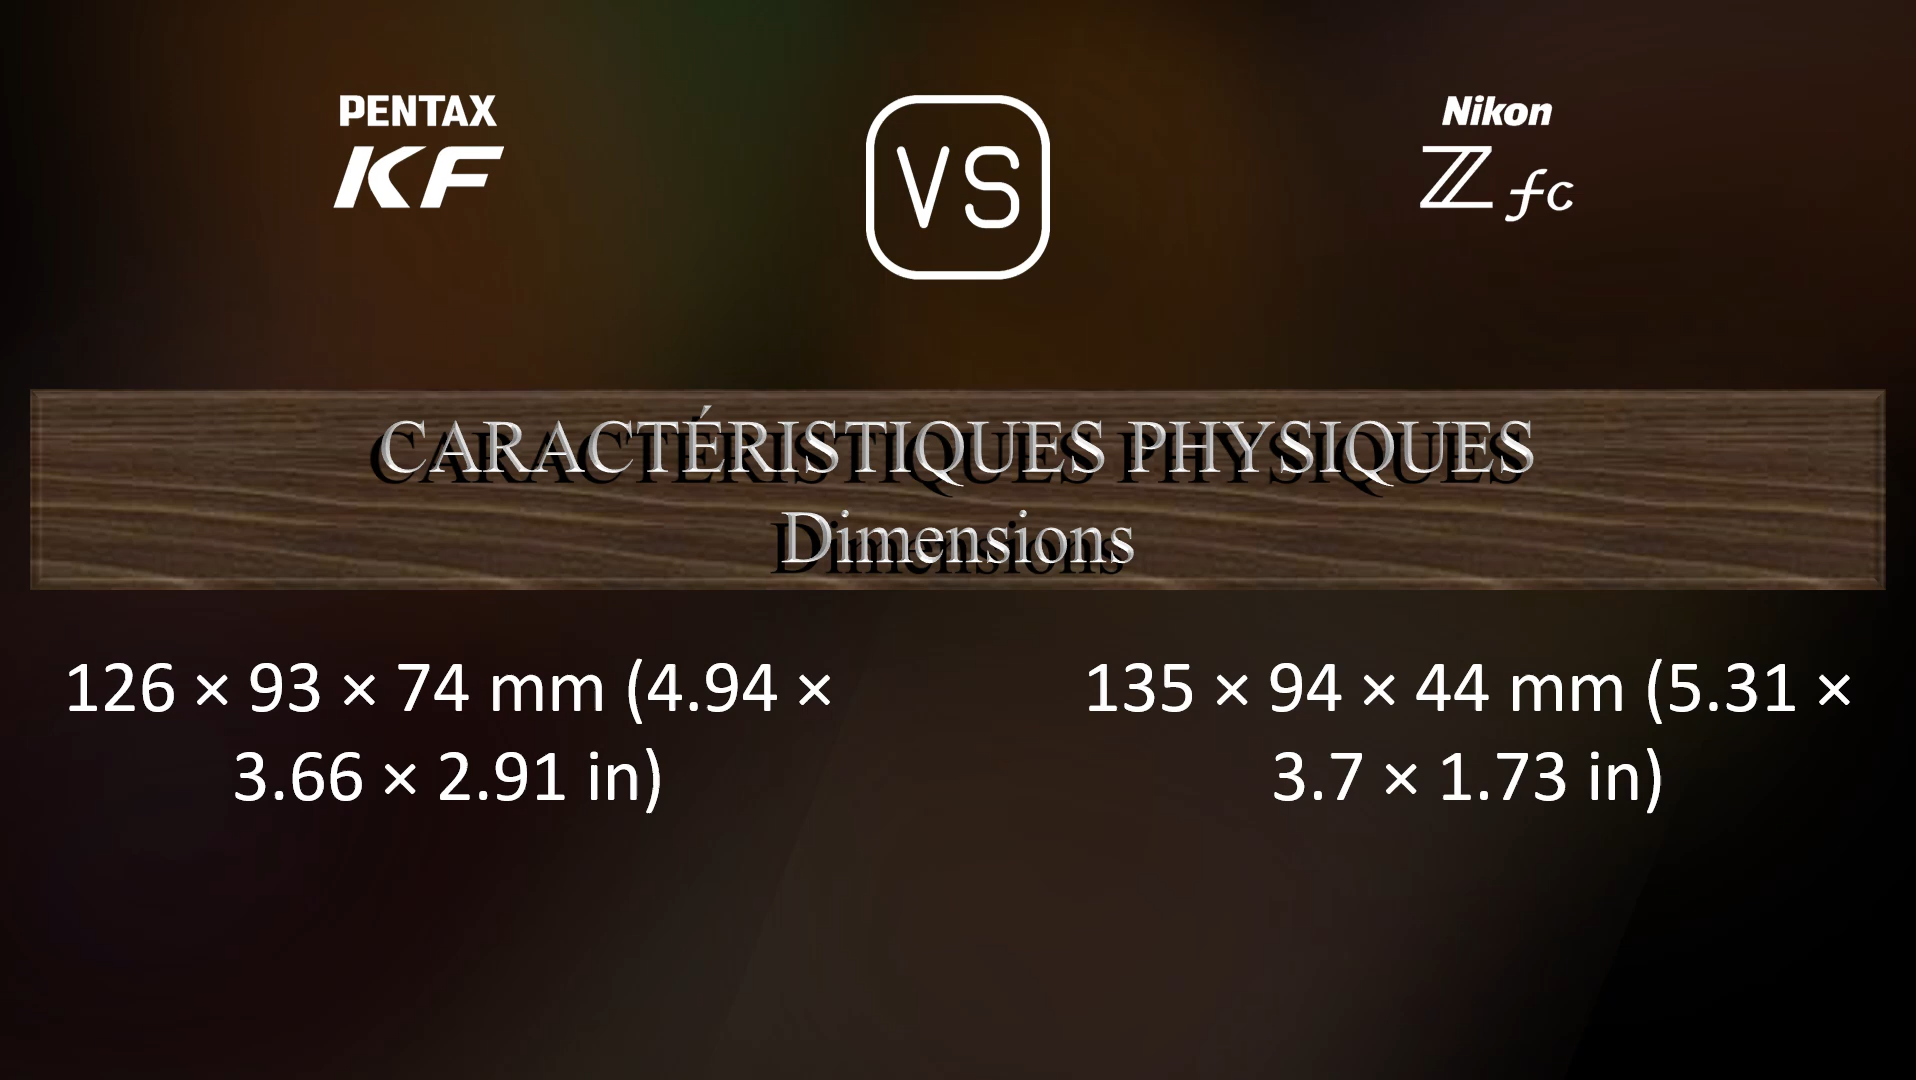 PENTAX
KF
VS
Nikon
Z fc
CARACTÉRISTIQUES PHYSIQUES
Dimensions
126 × 93 × 74 mm (4.94 ×
3.66 × 2.91 in)
135 × 94 × 44 mm (5.31 ×
3.7 × 1.73 in)